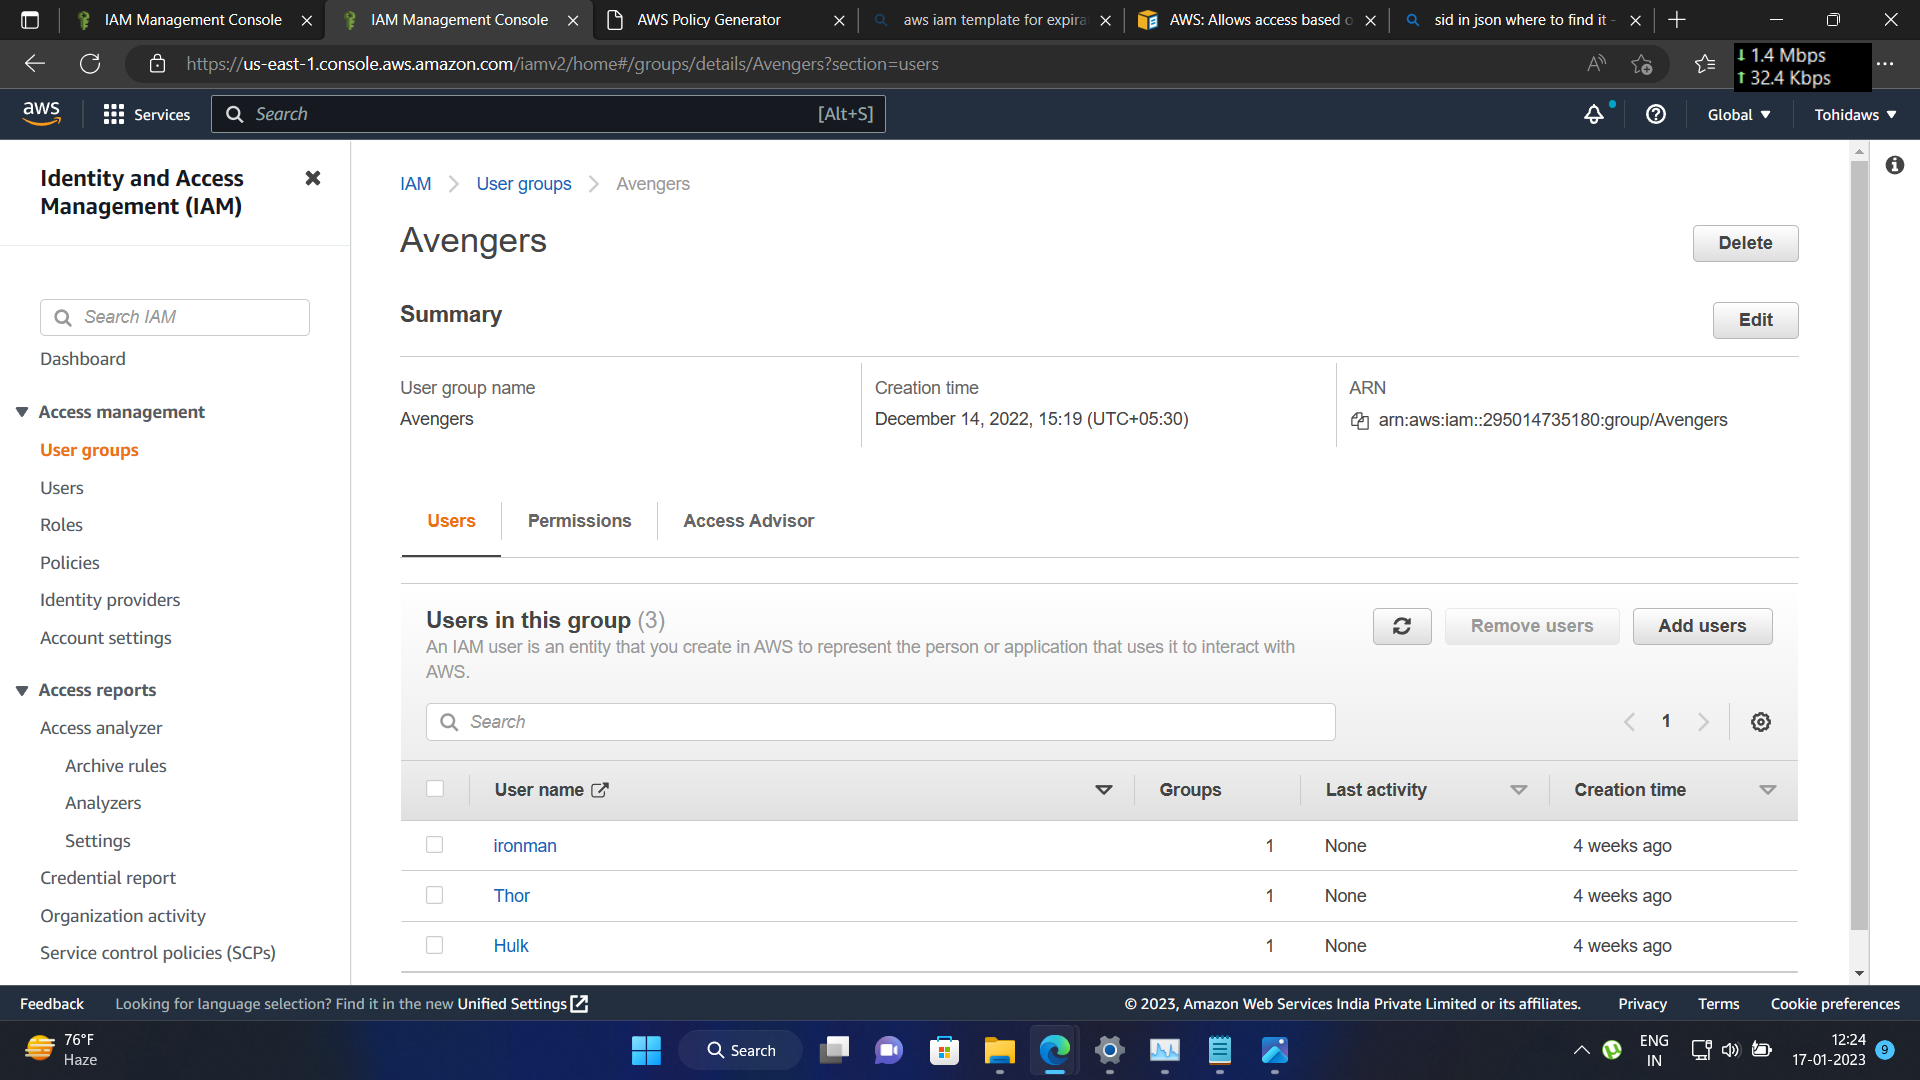 IAM Management Console
IAM Management Console
AWS Policy Generator
aws iam template for expira
AWS: Allows access based o
sid in json where to find it -
https://us-east-1.console.aws.amazon.com/iamv2/home#/groups/details/Avengers?section=users
1.4 Mbps
32.4 Kbps
aws
Services
Search
[Alt+S]
Global
Tohidaws
Identity and Access
Management (IAM)
Search IAM
Dashboard
Access management
User groups
Users
Roles
Policies
Identity providers
Account settings
Access reports
Access analyzer
Archive rules
Analyzers
Settings
Credential report
Organization activity
Service control policies (SCPs)
IAM
User groups
Avengers
Avengers
Delete
Summary
Edit
User group name
Avengers
Creation time
December 14, 2022, 15:19 (UTC+05:30)
ARN
arn:aws:iam::295014735180:group/Avengers
Users
Permissions
Access Advisor
Users in this group (3)
An IAM user is an entity that you create in AWS to represent the person or application that uses it to interact with
AWS.
Remove users
Add users
Search
1
User name Groups Last activity Creation time
ironman 1 None 4 weeks ago
Thor 1 None 4 weeks ago
Hulk 1 None 4 weeks ago
Feedback
Looking for language selection? Find it in the new Unified Settings
© 2023, Amazon Web Services India Private Limited or its affiliates.
Privacy
Terms
Cookie preferences
76°F
Haze
Search
ENG
IN
12:24
17-01-2023
9